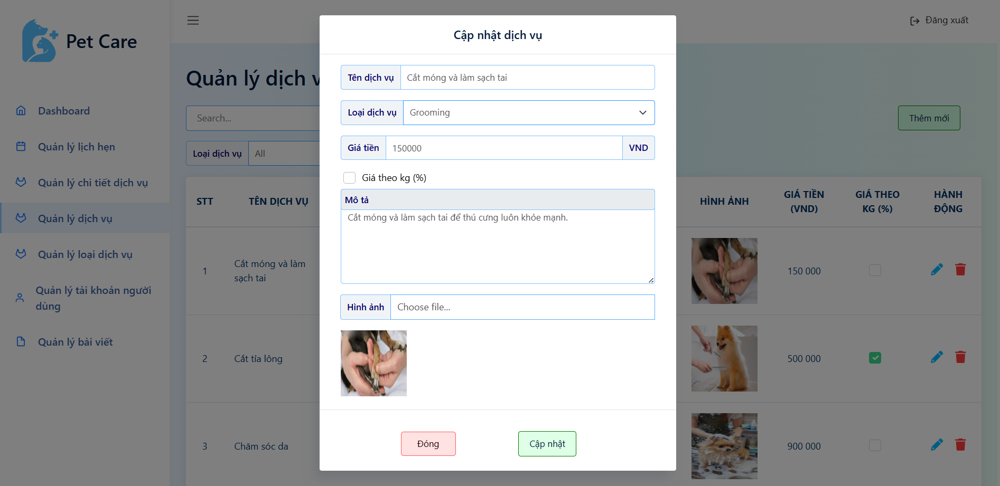 Pet Care
Dashboard
Quản lý lịch hẹn
Quản lý chi tiết dịch vụ
Quản lý dịch vụ
Quản lý loại dịch vụ
Quản lý tài khoản người
dùng
Quản lý bài viết
Đăng xuất
Quản lý dịch v
Search...
Thêm mới
Loại dịch vụ
All
STT
TÊN DỊCH VỤ
HÌNH ẢNH
GIÁ TIỀN
(VND)
GIÁ THEO
KG (%)
HÀNH
ĐỘNG
1
Cắt móng và làm
sạch tai
150 000
2
Cắt tỉa lông
500 000
3
Chăm sóc da
900 000
Cập nhật dịch vụ
Tên dịch vụ
Cắt móng và làm sạch tai
Loại dịch vụ
Grooming
Giá tiền
150000
VND
Giá theo kg (%)
Mô tả
Cắt móng và làm sạch tai để thú cưng luôn khỏe mạnh.
Hình ảnh
Choose file...
Đóng
Cập nhật